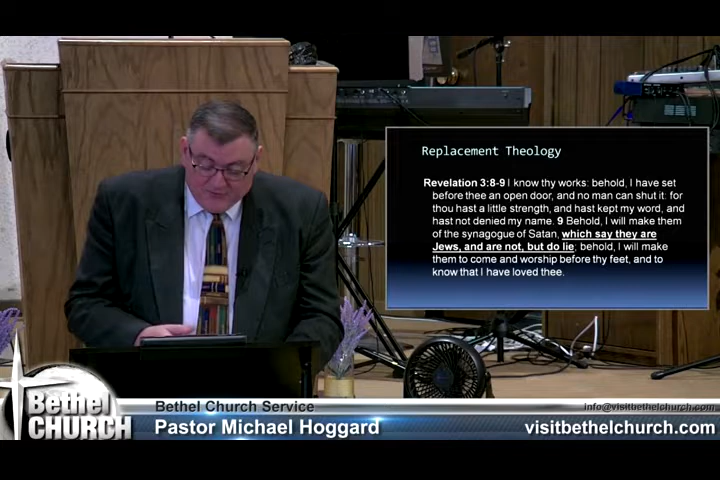 Replacement Theology
Revelation 3:8-9 I know thy works: behold, I have set
before thee an open door, and no man can shut it: for
thou hast a little strength, and hast kept my word, and
hast not denied my name. 9 Behold, I will make them
of the synagogue of Satan, which say they are
Jews, and are not, but do lie; behold, I will make
them to come and worship before thy feet, and to
know that I have loved thee.
Bethel
CHURCH
Bethel Church Service
info@visitbethelchurch.com
Pastor Michael Hoggard
visitbethelchurch.com